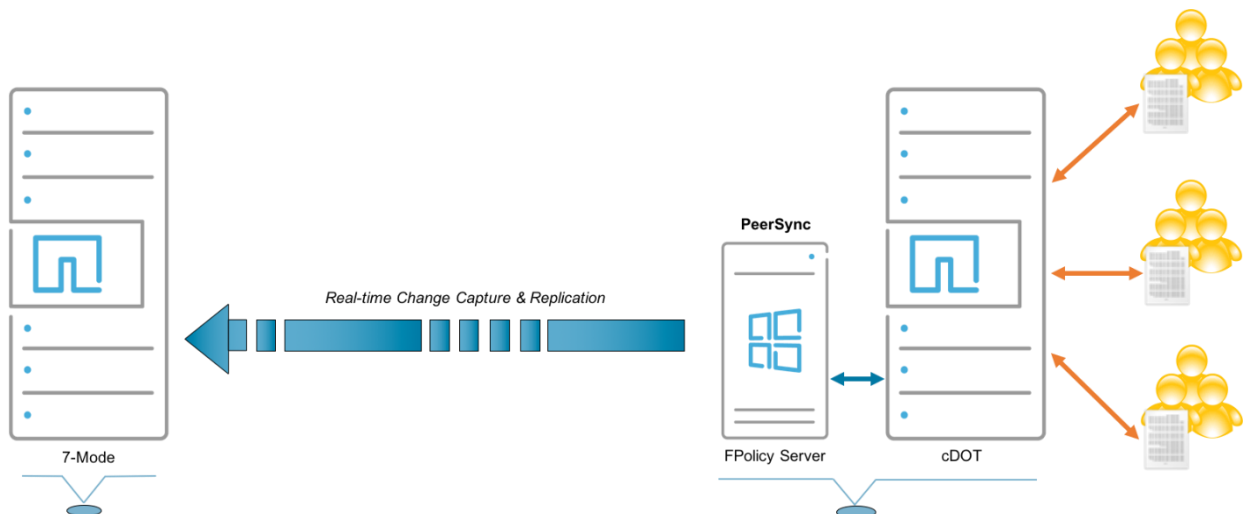 PeerSync
Real-time Change Capture & Replication
7-Mode
FPolicy Server
cDOT